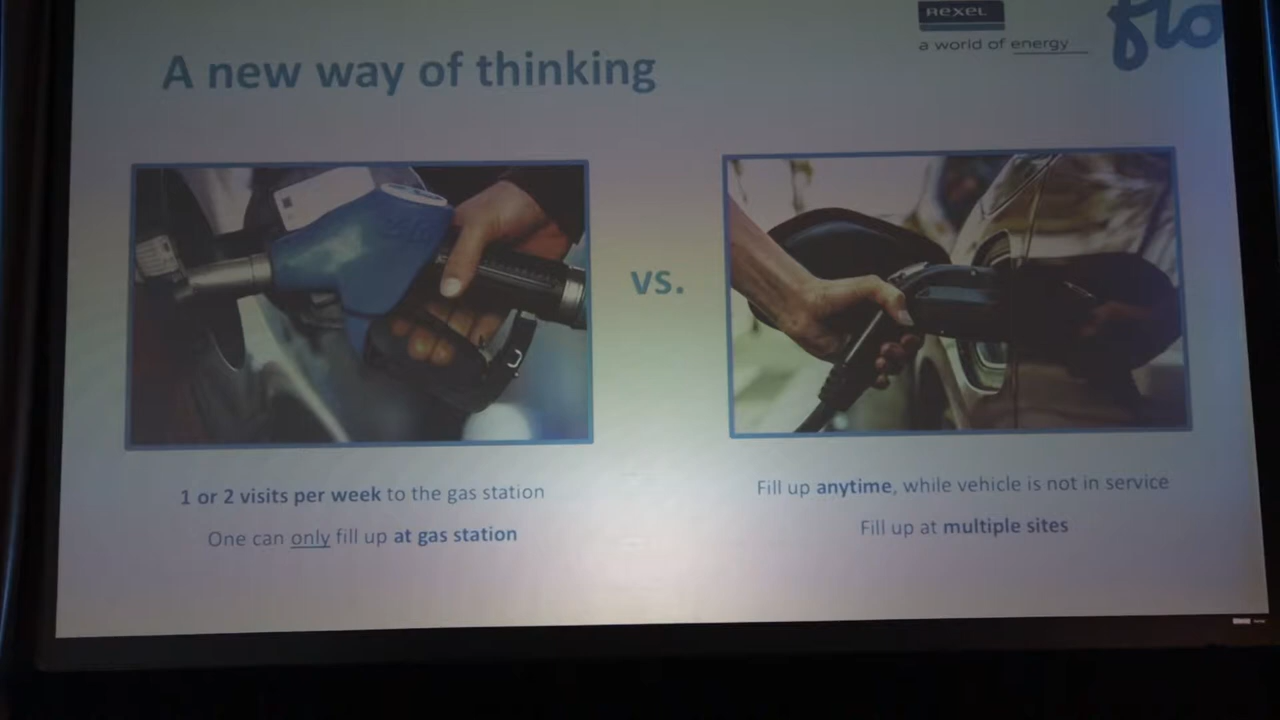 REXEL
a world of energy
flo
A new way of thinking
vs.
1 or 2 visits per week to the gas station
One can only fill up at gas station
Fill up anytime, while vehicle is not in service
Fill up at multiple sites